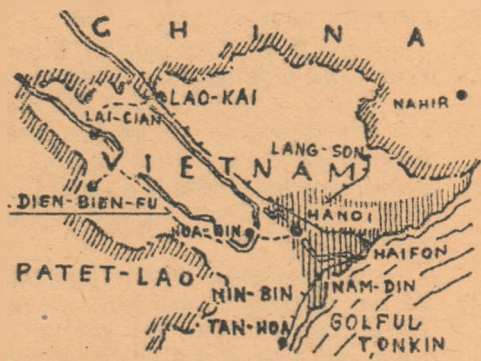 CHINA
LAO-KAI
NAHIR
LAI-CIAN
LANG-SON
VIETNAM
DIEN-BIEN-FU
HANOI
HOA-BIN
HAIFON
PATET-LAO
NIN-BIN
NAM-DIN
TAN-HOA
GOLFUL
TONKIN